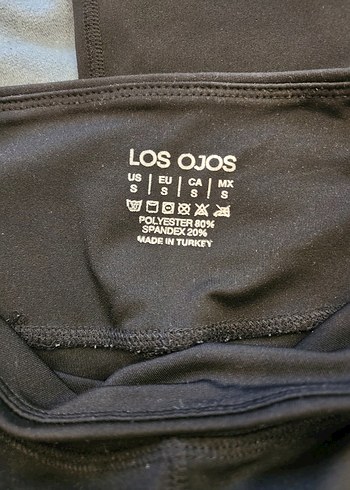 LOS OJOS
US | EU | CA | MX
S | S | S | S
POLYESTER 80%
SPANDEX 20%
MADE IN TURKEY